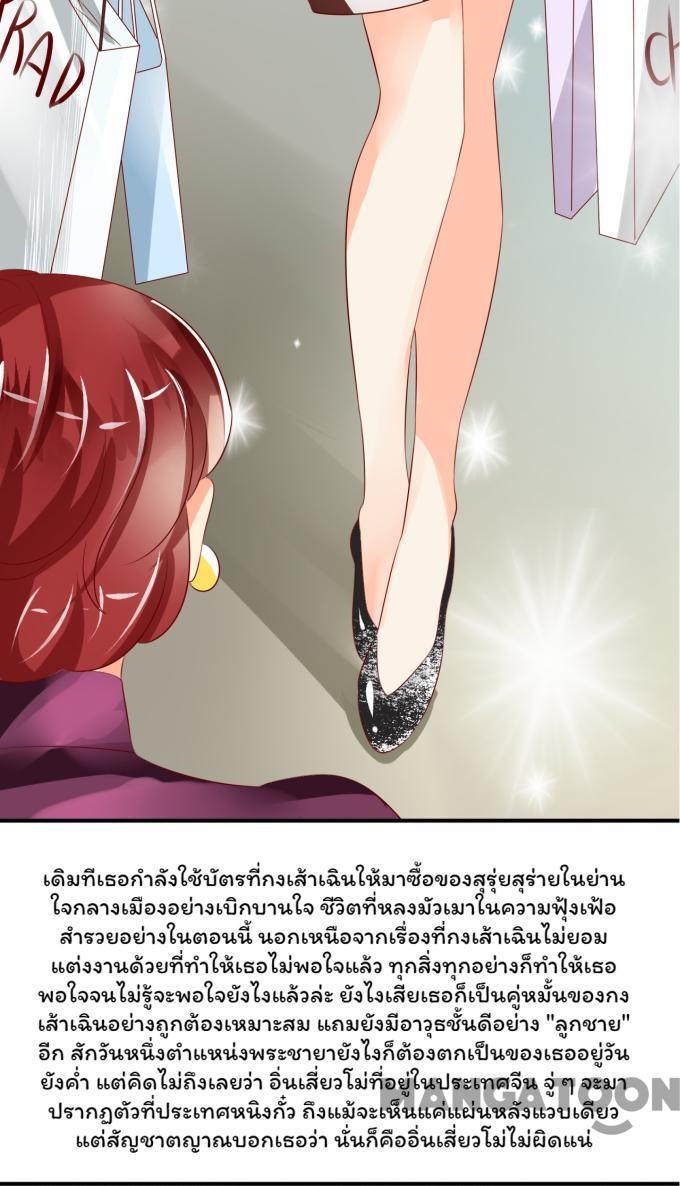 RAD
Ch
เดิมทีเธอกำลังใช้บัตรที่กงเส้าเฉินให้มาซื้อของสุรุ่ยสุร่ายในย่าน
ใจกลางเมืองอย่างเบิกบานใจ ชีวิตที่หลงมัวเมาในความฟุ้งเฟ้อ
สำรวยอย่างในตอนนี้ นอกเหนือจากเรื่องที่กงเส้าเฉินไม่ยอม
แต่งงานด้วยที่ทำให้เธอไม่พอใจแล้ว ทุกสิ่งทุกอย่างก็ทำให้เธอ
พอใจจนไม่รู้จะพอใจยังไงแล้วล่ะ ยังไงเสียเธอก็เป็นคู่หมั้นของกง
เส้าเฉินอย่างถูกต้องเหมาะสม แถมยังมีอาวุธชั้นดีอย่าง "ลูกชาย"
อีก สักวันหนึ่งตำแหน่งพระชายายังไงก็ต้องตกเป็นของเธออยู่วัน
ยังค่ำ แต่คิดไม่ถึงเลยว่า อิ่นเสี่ยวโม่ที่อยู่ในประเทศจีน จู่ ๆ จะมา
ปรากฏตัวที่ประเทศหนิงกั๋ว ถึงแม้จะเห็นแค่แผ่นหลังแวบเดียว
แต่สัญชาตญาณบอกเธอว่า นั่นก็คืออิ่นเสี่ยวโม่ไม่ผิดแน่
MANGATOON